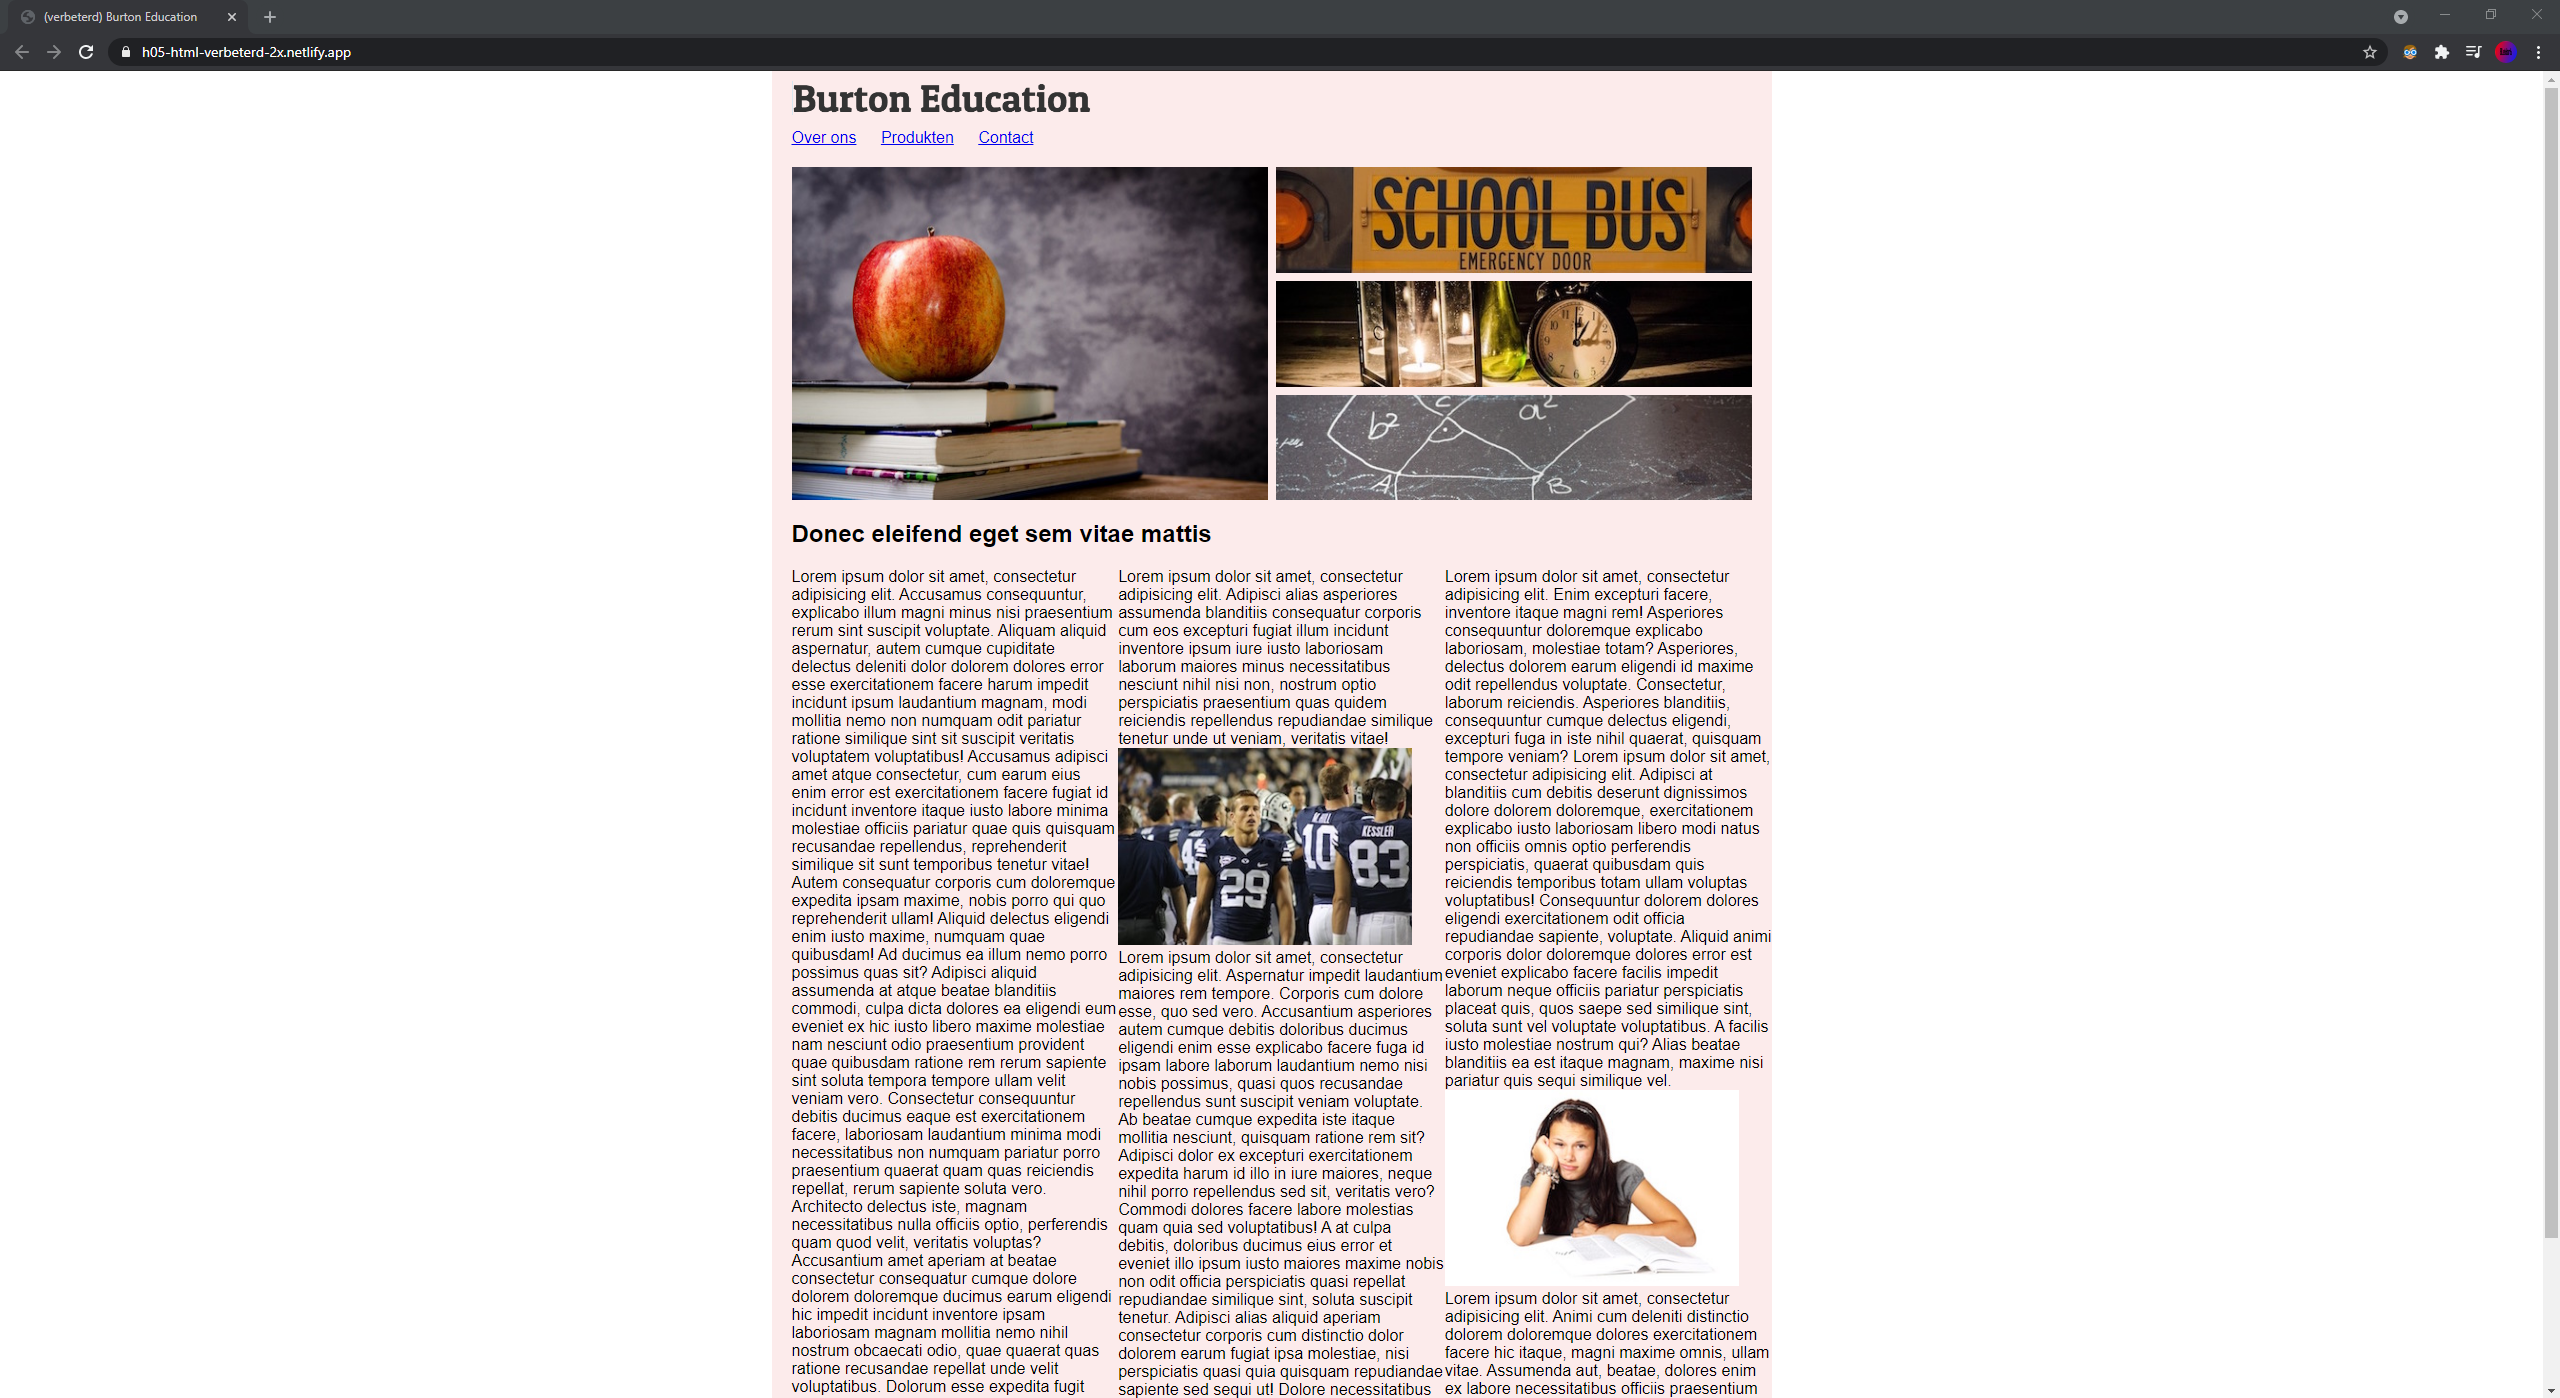 (verbeterd) Burton Education
h05-html-verbeterd-2x.netlify.app
Burton Education
Over ons Produkten Contact
SCHOOL BUS
EMERGENCY DOOR
b² c a²
A B
Donec eleifend eget sem vitae mattis
Lorem ipsum dolor sit amet, consectetur
adipisicing elit. Accusamus consequuntur,
explicabo illum magni minus nisi praesentium
rerum sint suscipit voluptate. Aliquam aliquid
aspernatur, autem cumque cupiditate
delectus deleniti dolor dolorem dolores error
esse exercitationem facere harum impedit
incidunt ipsum laudantium magnam, modi
mollitia nemo non numquam odit pariatur
ratione similique sint sit suscipit veritatis
voluptatem voluptatibus! Accusamus adipisci
amet atque consectetur, cum earum eius
enim error est exercitationem facere fugiat id
incidunt inventore itaque iusto labore minima
molestiae officiis pariatur quae quis quisquam
recusandae repellendus, reprehenderit
similique sit sunt temporibus tenetur vitae!
Autem consequatur corporis cum doloremque
expedita ipsam maxime, nobis porro qui quo
reprehenderit ullam! Aliquid delectus eligendi
enim iusto maxime, numquam quae
quibusdam! Ad ducimus ea illum nemo porro
possimus quas sit? Adipisci aliquid
assumenda at atque beatae blanditiis
commodi, culpa dicta dolores ea eligendi eum
eveniet ex hic iusto libero maxime molestiae
nam nesciunt odio praesentium provident
quae quibusdam ratione rem rerum sapiente
sint soluta tempora tempore ullam velit
veniam vero. Consectetur consequuntur
debitis ducimus eaque est exercitationem
facere, laboriosam laudantium minima modi
necessitatibus non numquam pariatur porro
praesentium quaerat quam quas reiciendis
repellat, rerum sapiente soluta vero.
Architecto delectus iste, magnam
necessitatibus nulla officiis optio, perferendis
quam quod velit, veritatis voluptas?
Accusantium amet aperiam at beatae
consectetur consequatur cumque dolore
dolorem doloremque ducimus earum eligendi
hic impedit incidunt inventore ipsam
laboriosam magnam mollitia nemo nihil
nostrum obcaecati odio, quae quaerat quas
ratione recusandae repellat unde velit
voluptatibus. Dolorum esse expedita fugit
Lorem ipsum dolor sit amet, consectetur
adipisicing elit. Adipisci alias asperiores
assumenda blanditiis consequatur corporis
cum eos excepturi fugiat illum incidunt
inventore ipsum iure iusto laboriosam
laborum maiores minus necessitatibus
nesciunt nihil nisi non, nostrum optio
perspiciatis praesentium quas quidem
reiciendis repellendus repudiandae similique
tenetur unde ut veniam, veritatis vitae!
10 KESSLER
83
29
Lorem ipsum dolor sit amet, consectetur
adipisicing elit. Aspernatur impedit laudantium
maiores rem tempore. Corporis cum dolore
esse, quo sed vero. Accusantium asperiores
autem cumque debitis doloribus ducimus
eligendi enim esse explicabo facere fuga id
ipsam labore laborum laudantium nemo nisi
nobis possimus, quasi quos recusandae
repellendus sunt suscipit veniam voluptate.
Ab beatae cumque expedita iste itaque
mollitia nesciunt, quisquam ratione rem sit?
Adipisci dolor ex excepturi exercitationem
expedita harum id illo in iure maiores, neque
nihil porro repellendus sed sit, veritatis vero?
Commodi dolores facere labore molestias
quam quia sed voluptatibus! A at culpa
debitis, doloribus ducimus eius error et
eveniet illo ipsum iusto maiores maxime nobis
non odit officia perspiciatis quasi repellat
repudiandae similique sint, soluta suscipit
tenetur. Adipisci alias aliquid aperiam
consectetur corporis cum distinctio dolor
dolorem earum fugiat ipsa molestiae, nisi
perspiciatis quasi quia quisquam repudiandae
sapiente sed sequi ut! Dolore necessitatibus
Lorem ipsum dolor sit amet, consectetur
adipisicing elit. Enim excepturi facere,
inventore itaque magni rem! Asperiores
consequuntur doloremque explicabo
laboriosam, molestiae totam? Asperiores,
delectus dolorem earum eligendi id maxime
odit repellendus voluptate. Consectetur,
laborum reiciendis. Asperiores blanditiis,
consequuntur cumque delectus eligendi,
excepturi fuga in iste nihil quaerat, quisquam
tempore veniam? Lorem ipsum dolor sit amet,
consectetur adipisicing elit. Adipisci at
blanditiis cum debitis deserunt dignissimos
dolore dolorem doloremque, exercitationem
explicabo iusto laboriosam libero modi natus
non officiis omnis optio perferendis
perspiciatis, quaerat quibusdam quis
reiciendis temporibus totam ullam voluptas
voluptatibus! Consequuntur dolorem dolores
eligendi exercitationem odit officia
repudiandae sapiente, voluptate. Aliquid animi
corporis dolor doloremque dolores error est
eveniet explicabo facere facilis impedit
laborum neque officiis pariatur perspiciatis
placeat quis, quos saepe sed similique sint,
soluta sunt vel voluptate voluptatibus. A facilis
iusto molestiae nostrum qui? Alias beatae
blanditiis ea est itaque magnam, maxime nisi
pariatur quis sequi similique vel.
Lorem ipsum dolor sit amet, consectetur
adipisicing elit. Animi cum deleniti distinctio
dolorem doloremque dolores exercitationem
facere hic itaque, magni maxime omnis, ullam
vitae. Assumenda aut, beatae, dolores enim
ex labore necessitatibus officiis praesentium